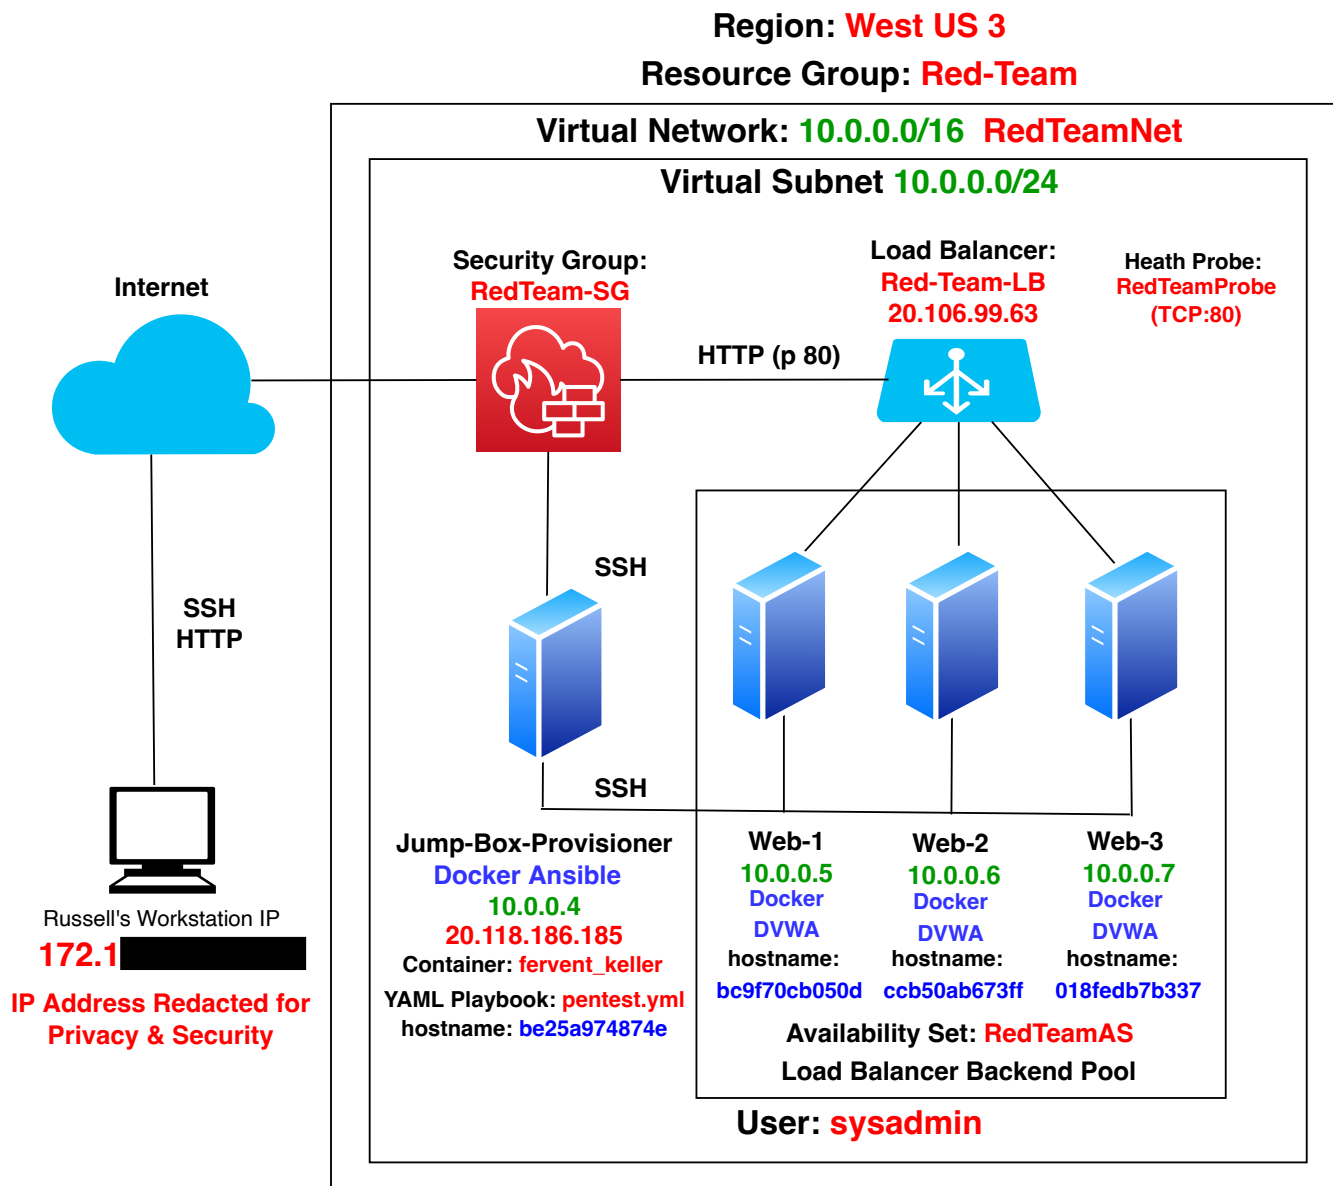 Region: West US 3
Resource Group: Red-Team
Virtual Network: 10.0.0.0/16 RedTeamNet
Virtual Subnet 10.0.0.0/24
Internet
Security Group:
RedTeam-SG
Load Balancer:
Red-Team-LB
20.106.99.63
Heath Probe:
RedTeamProbe
(TCP:80)
HTTP (p 80)
SSH
SSH
HTTP
SSH
Russell's Workstation IP
172.1
IP Address Redacted for
Privacy & Security
Jump-Box-Provisioner
Docker Ansible
10.0.0.4
20.118.186.185
Container: fervent_keller
YAML Playbook: pentest.yml
hostname: be25a974874e
Web-1
10.0.0.5
Docker
DVWA
hostname:
bc9f70cb050d
Web-2
10.0.0.6
Docker
DVWA
hostname:
ccb50ab673ff
Web-3
10.0.0.7
Docker
DVWA
hostname:
018fedb7b337
Availability Set: RedTeamAS
Load Balancer Backend Pool
User: sysadmin